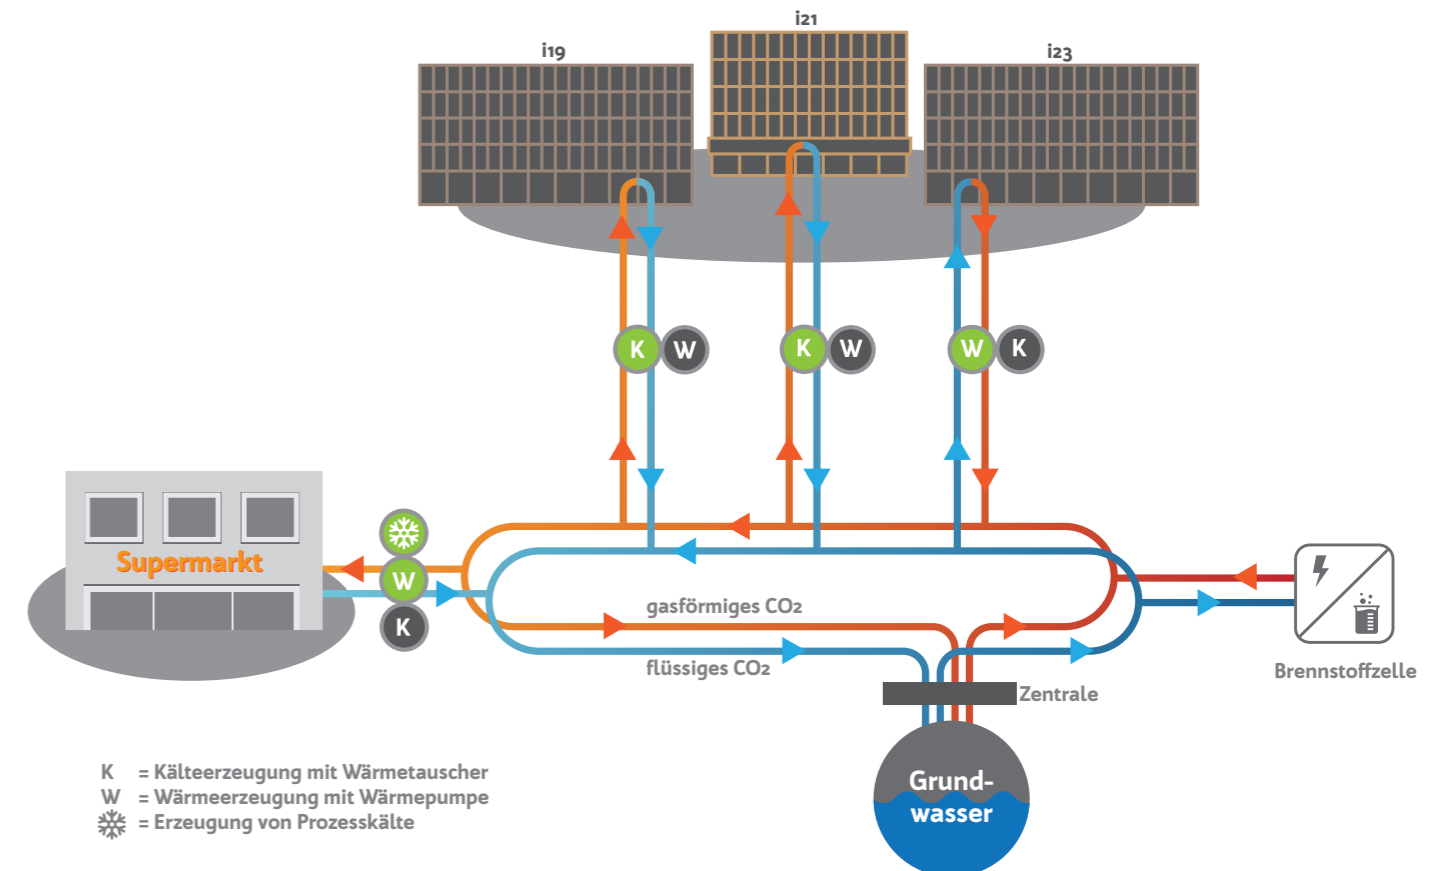 i21
i19
i23
K W
K W
W K
Supermarkt
W
K
gasförmiges CO2
flüssiges CO2
Brennstoffzelle
Zentrale
Grund-
wasser
K = Kälteerzeugung mit Wärmetauscher
W = Wärmeerzeugung mit Wärmepumpe
= Erzeugung von Prozesskälte